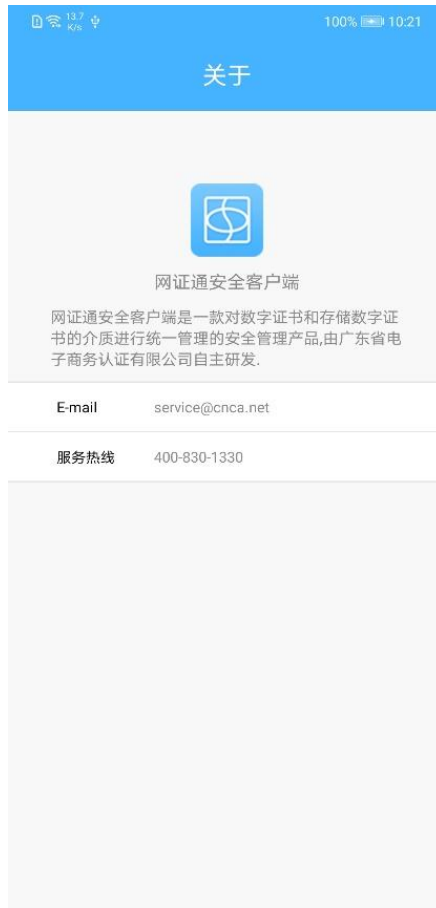 13.7
K/s
100% 10:21
关于
网证通安全客户端
网证通安全客户端是一款对数字证书和存储数字证
书的介质进行统一管理的安全管理产品,由广东省电
子商务认证有限公司自主研发.
E-mail service@cnca.net
服务热线 400-830-1330